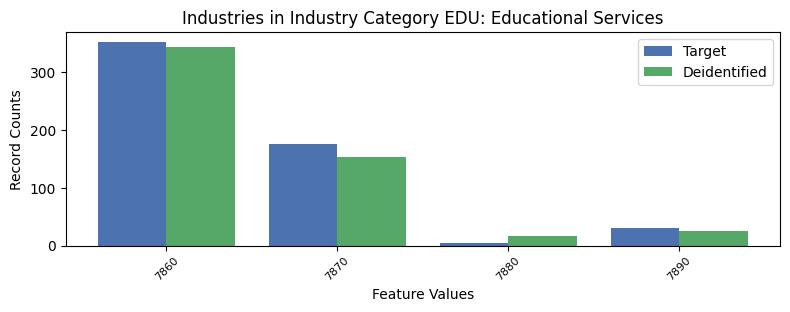 Industries in Industry Category EDU: Educational Services
Target
Deidentified
Record Counts
300
200
100
0
7860
7870
7880
7890
Feature Values